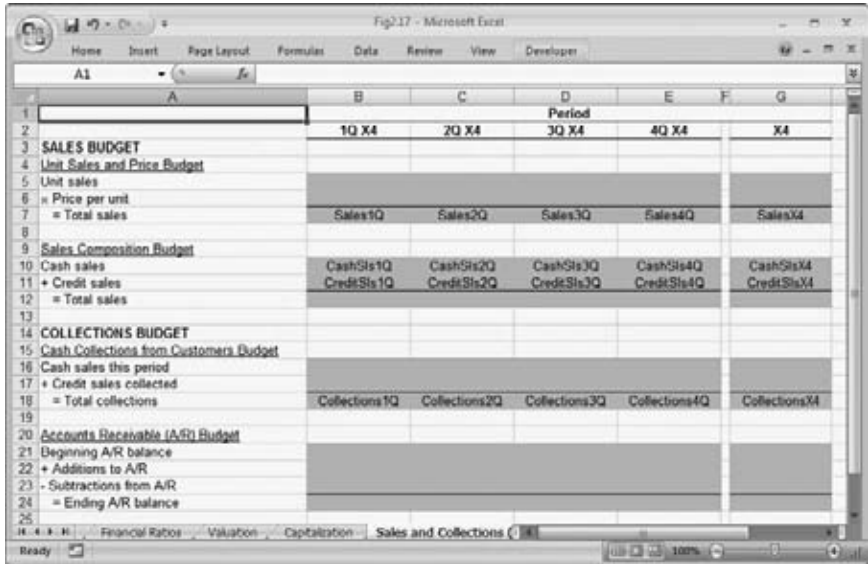 Fig2.17 - Microsoft Excel
Home Insert Page Layout Formulas Data Review View Developer
A1 fx
A B C D E F G
1 Period
2 1Q X4 2Q X4 3Q X4 4Q X4 X4
3 SALES BUDGET
4 Unit Sales and Price Budget
5 Unit sales
6 × Price per unit
7 = Total sales Sales1Q Sales2Q Sales3Q Sales4Q SalesX4
8
9 Sales Composition Budget
10 Cash sales CashSls1Q CashSls2Q CashSls3Q CashSls4Q CashSlsX4
11 + Credit sales CreditSls1Q CreditSls2Q CreditSls3Q CreditSls4Q CreditSlsX4
12 = Total sales
13
14 COLLECTIONS BUDGET
15 Cash Collections from Customers Budget
16 Cash sales this period
17 + Credit sales collected
18 = Total collections Collections1Q Collections2Q Collections3Q Collections4Q CollectionsX4
19
20 Accounts Receivable (A/R) Budget
21 Beginning A/R balance
22 + Additions to A/R
23 - Subtractions from A/R
24 = Ending A/R balance
25
Financial Ratios Valuation Capitalization Sales and Collections (
Ready 100%